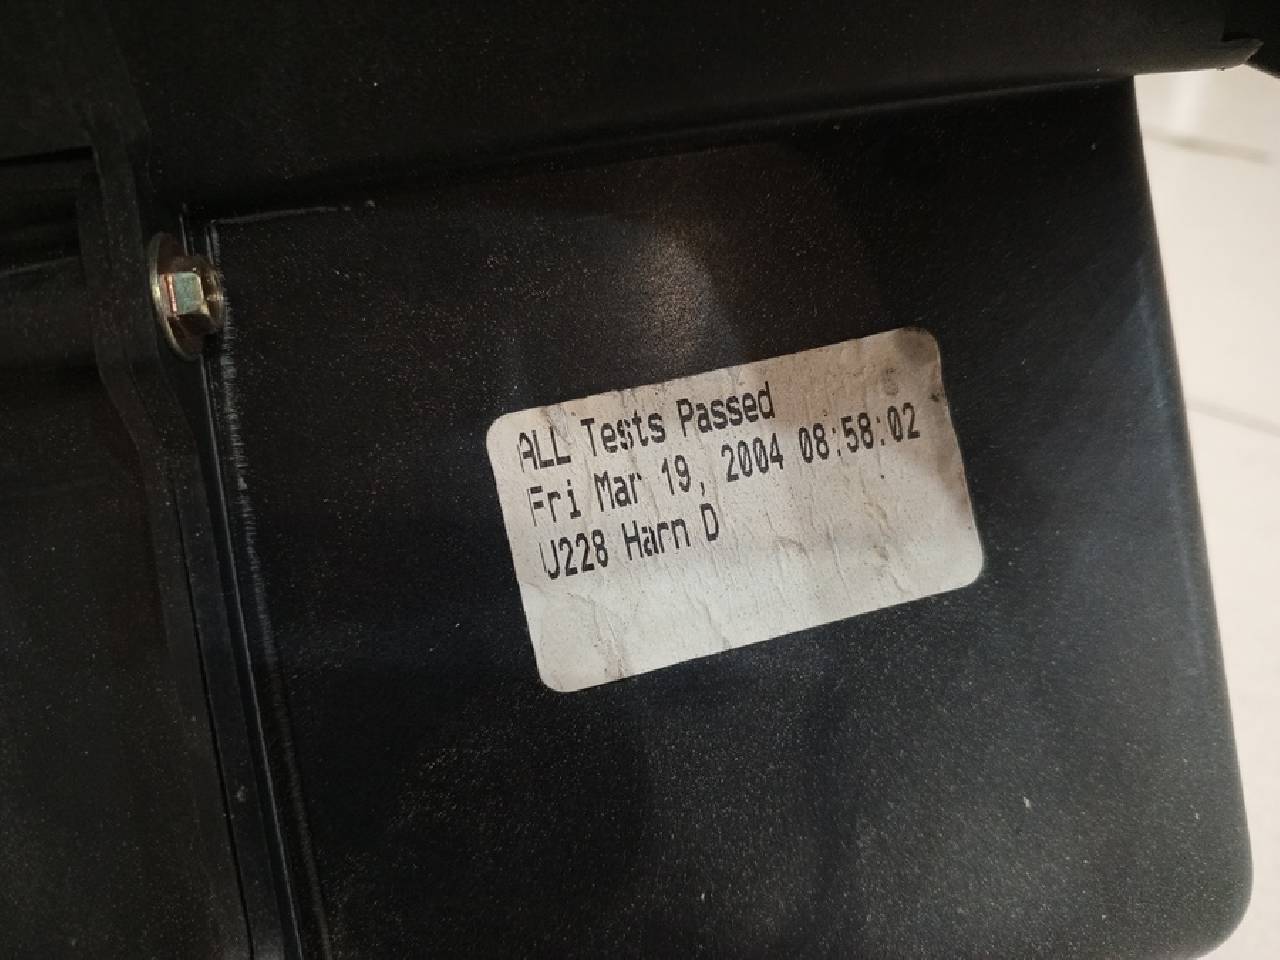 ALL Tests Passed
Fri Mar 19, 2004 08:58:02
U228 Harn D